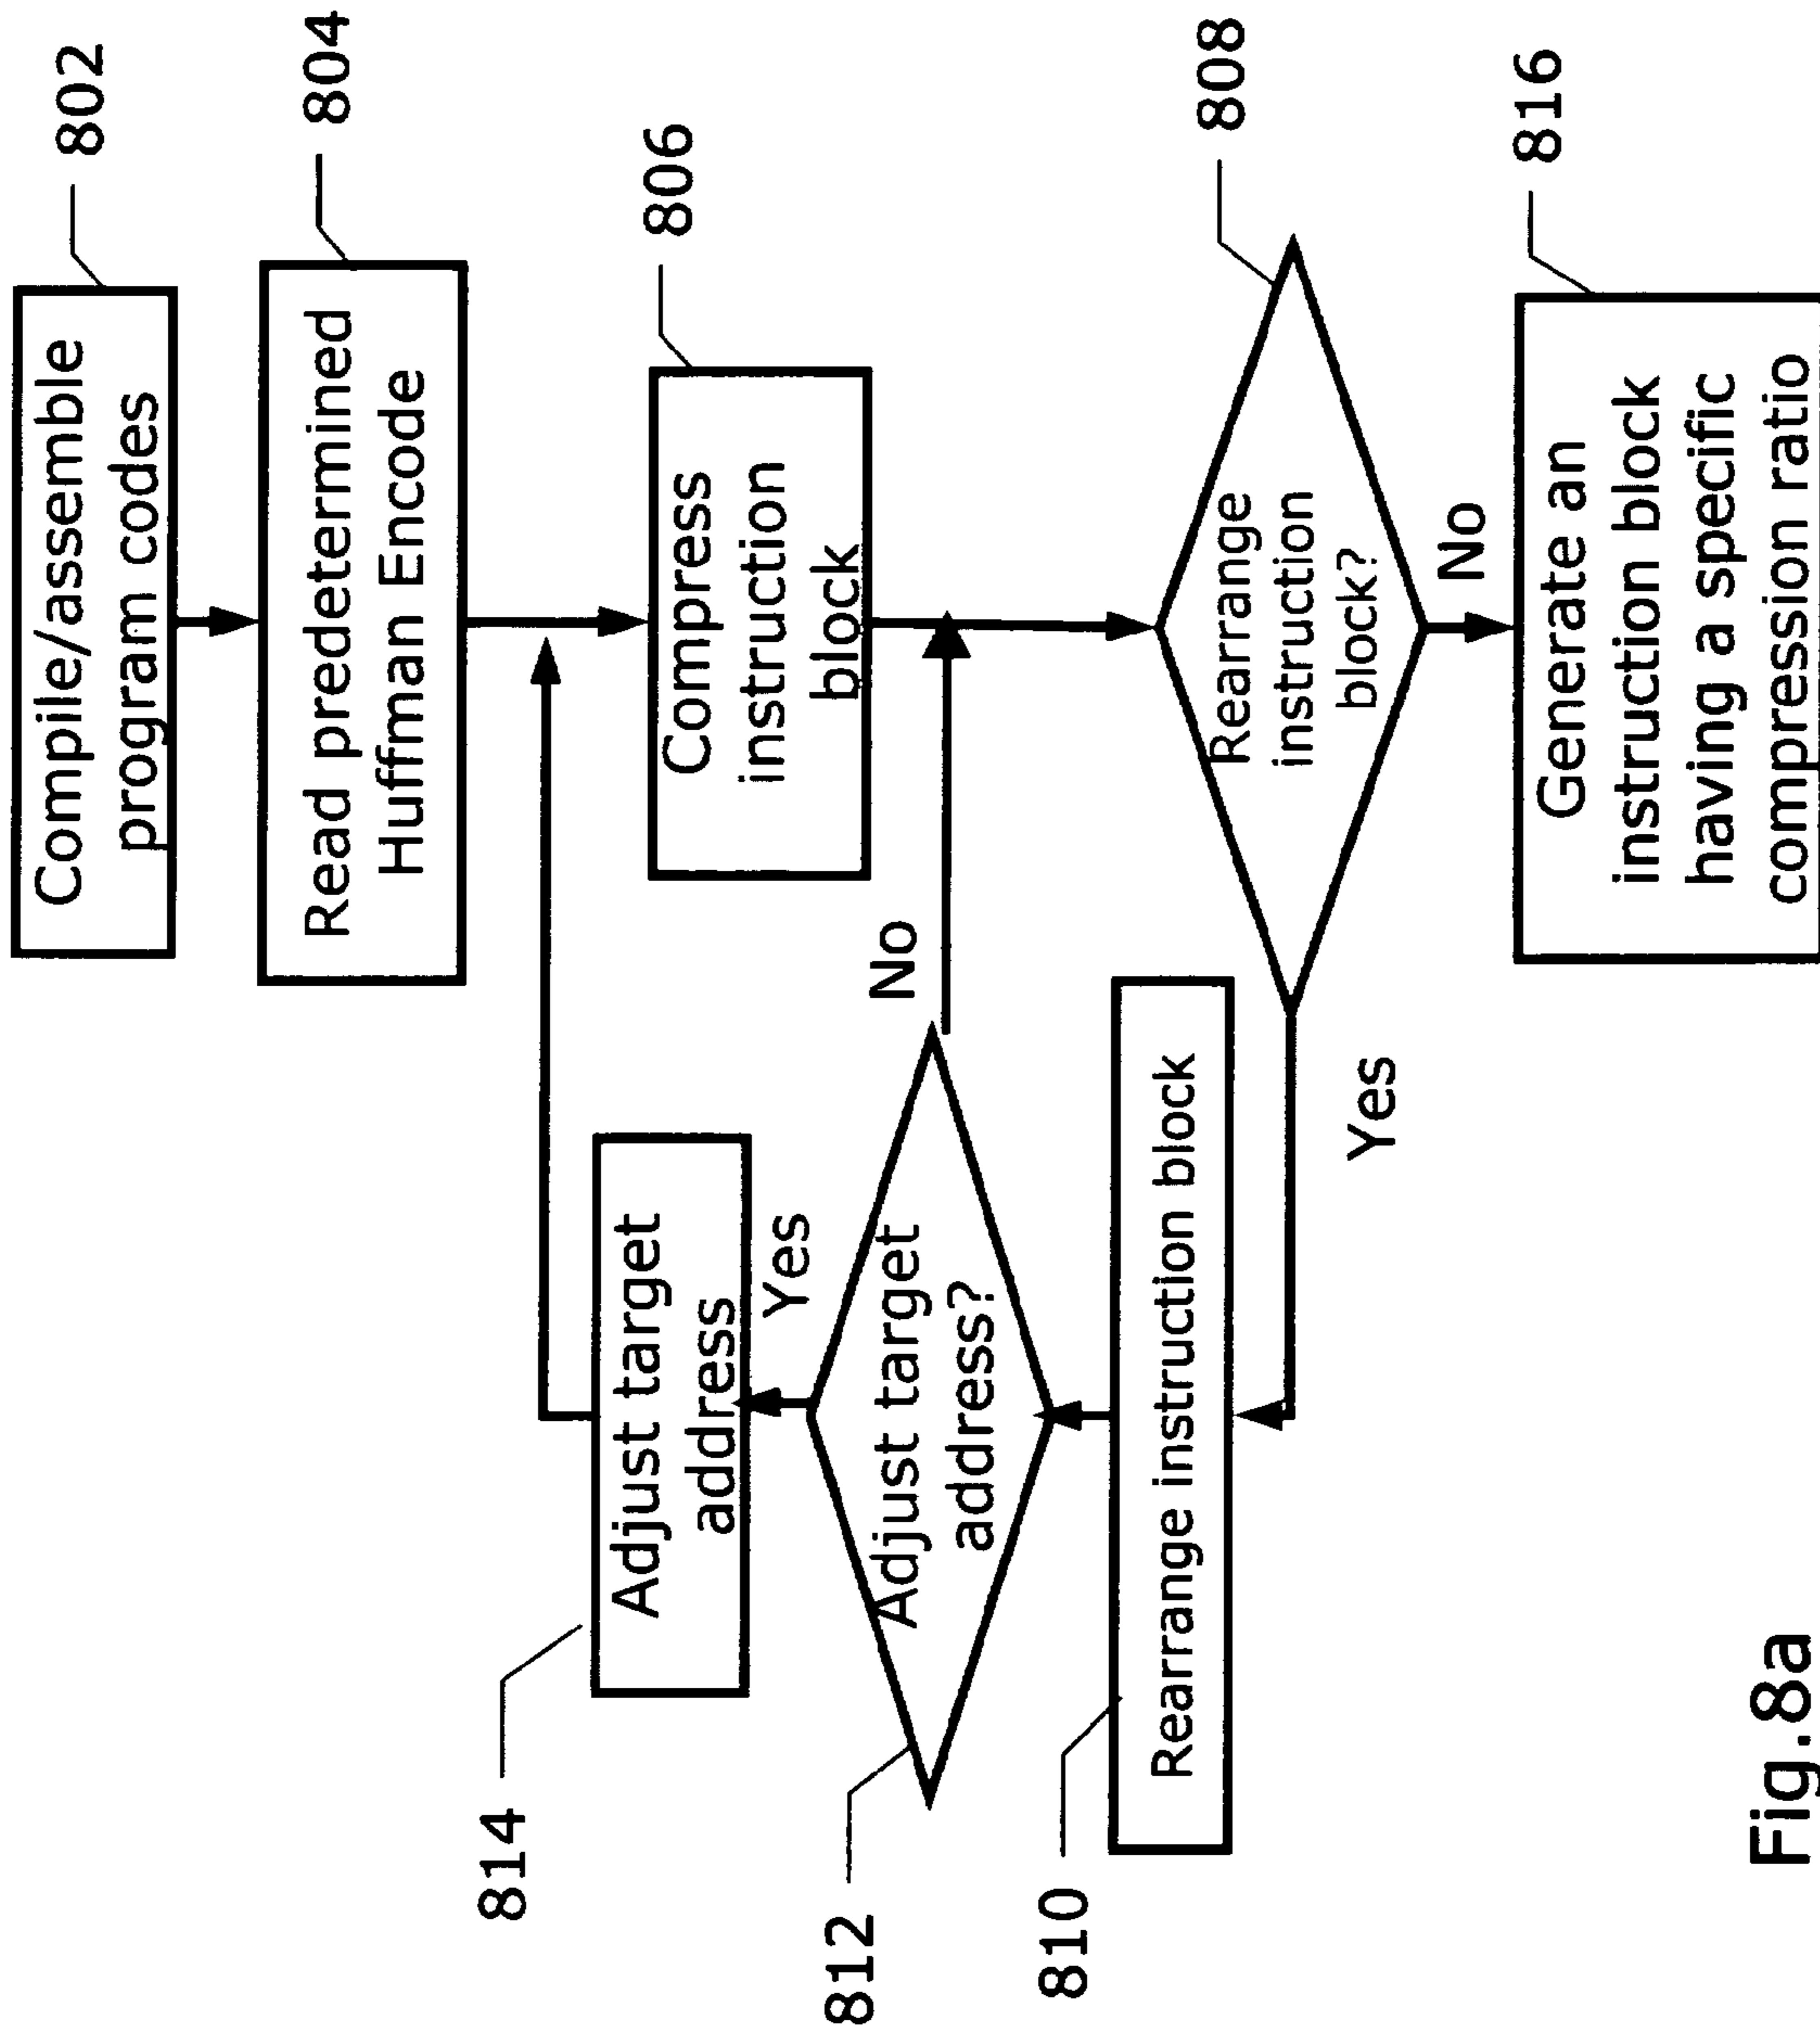 Compile/assemble
program codes
802
Read predetermined
Huffman Encode
804
Compress
instruction
block
806
Rearrange
instruction
block?
808
No
Generate an
instruction block
having a specific
compression ratio
816
Yes
Rearrange instruction block
810
Adjust target
address?
812
No
Yes
Adjust target
address
814
Fig.8a